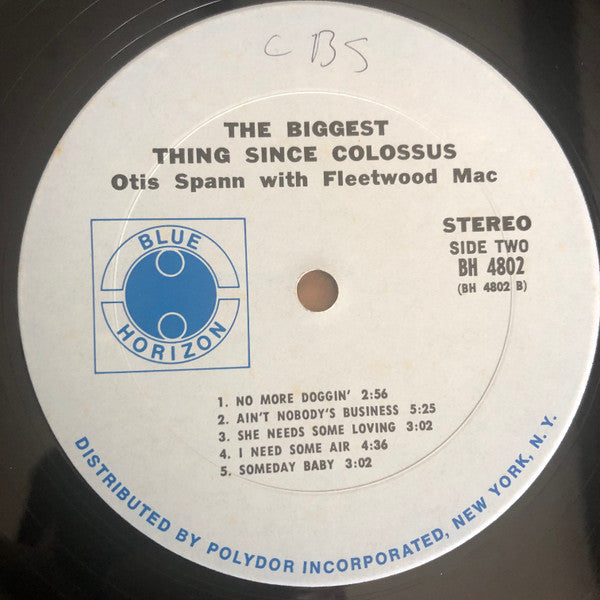 CBS
THE BIGGEST
THING SINCE COLOSSUS
Otis Spann with Fleetwood Mac
BLUE
HORIZON
STEREO
SIDE TWO
BH 4802
(BH 4802 B)
1. NO MORE DOGGIN' 2:56
2. AIN'T NOBODY'S BUSINESS 5:25
3. SHE NEEDS SOME LOVING 3:02
4. I NEED SOME AIR 4:36
5. SOMEDAY BABY 3:02
DISTRIBUTED BY POLYDOR INCORPORATED, NEW YORK, N.Y.